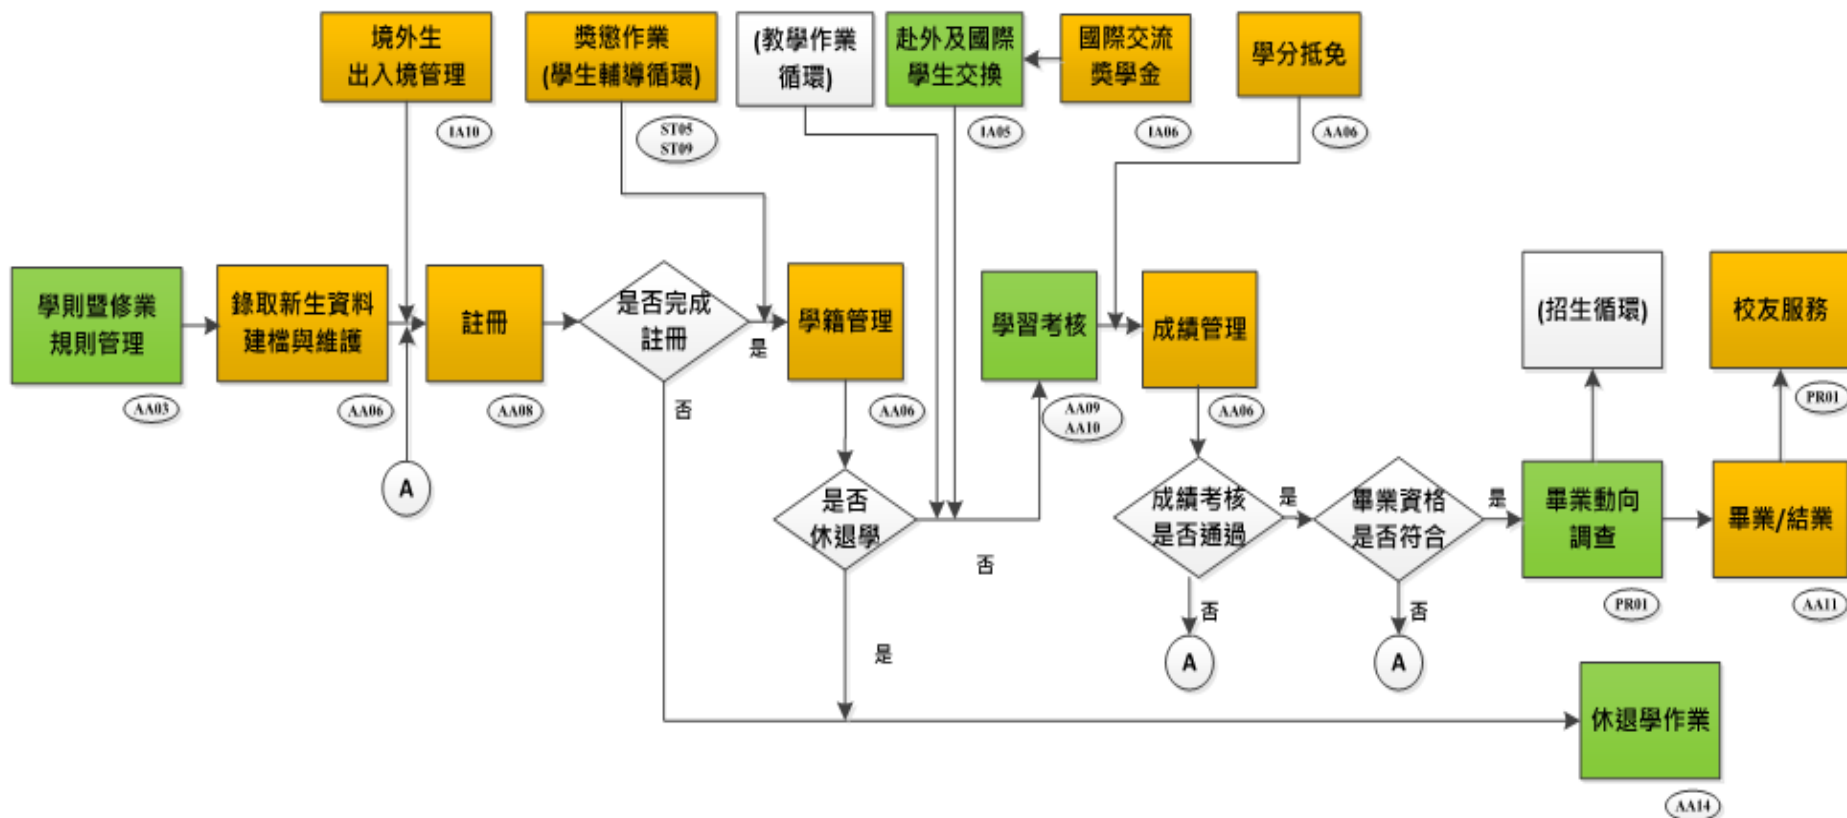 境外生
出入境管理
IA10
獎懲作業
(學生輔導循環)
ST05
ST09
(教學作業
循環)
赴外及國際
學生交換
IA05
國際交流
獎學金
IA06
學分抵免
AA06
學則暨修業
規則管理
AA03
錄取新生資料
建檔與維護
AA06
A
註冊
AA08
是否完成
註冊
是
否
學籍管理
AA06
是否
休退學
否
是
學習考核
AA09
AA10
成績管理
AA06
成績考核
是否通過
是
否
A
畢業資格
是否符合
是
否
A
(招生循環)
畢業動向
調查
PR01
校友服務
PR01
畢業/結業
AA11
休退學作業
AA14